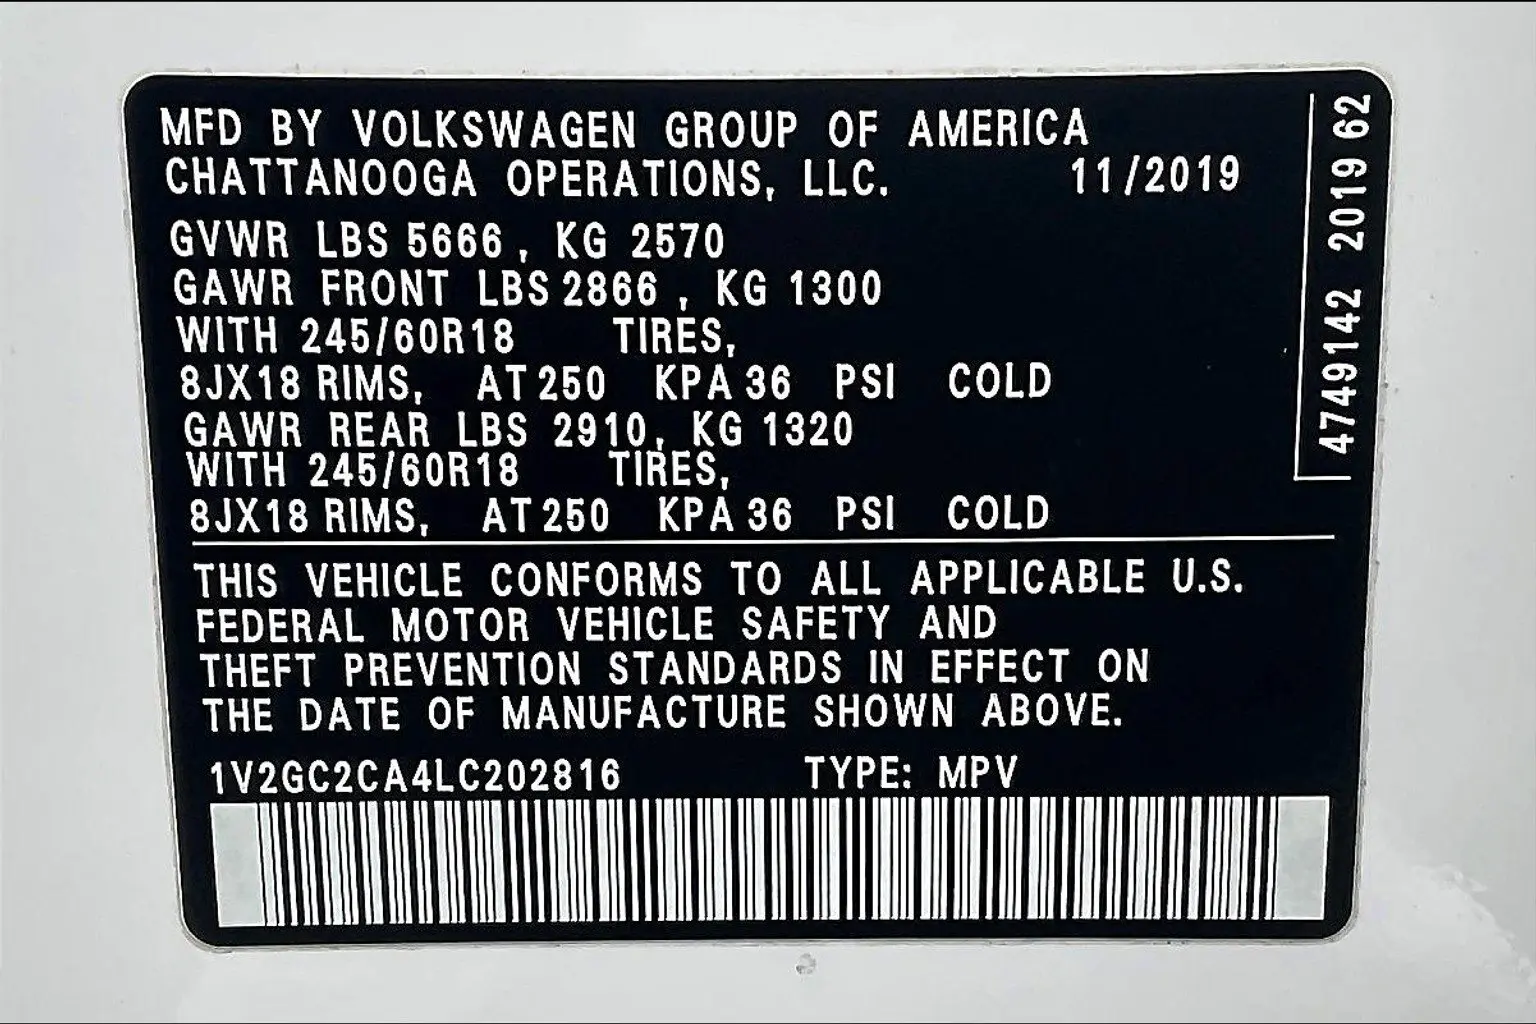 MFD BY VOLKSWAGEN GROUP OF AMERICA
CHATTANOOGA OPERATIONS, LLC. 11/2019
GVWR LBS 5666, KG 2570
GAWR FRONT LBS 2866, KG 1300
WITH 245/60R18 TIRES,
8JX18 RIMS, AT 250 KPA 36 PSI COLD
GAWR REAR LBS 2910, KG 1320
WITH 245/60R18 TIRES,
8JX18 RIMS, AT 250 KPA 36 PSI COLD
THIS VEHICLE CONFORMS TO ALL APPLICABLE U.S.
FEDERAL MOTOR VEHICLE SAFETY AND
THEFT PREVENTION STANDARDS IN EFFECT ON
THE DATE OF MANUFACTURE SHOWN ABOVE.
1V2GC2CA4LC202816 TYPE: MPV
4749142 2019 62